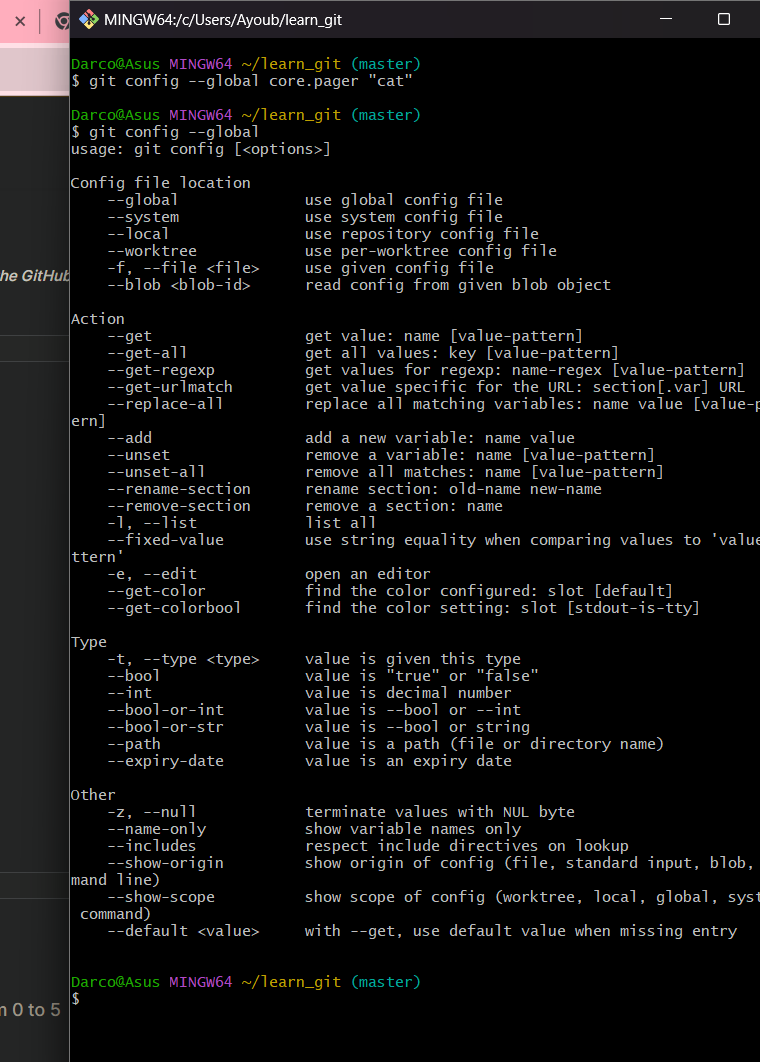 MINGW64:/c/Users/Ayoub/learn_git
Darco@Asus MINGW64 ~/learn_git (master)
$ git config --global core.pager "cat"
Darco@Asus MINGW64 ~/learn_git (master)
$ git config --global
usage: git config [<options>]
Config file location
--global use global config file
--system use system config file
--local use repository config file
--worktree use per-worktree config file
-f, --file <file> use given config file
--blob <blob-id> read config from given blob object
Action
--get get value: name [value-pattern]
--get-all get all values: key [value-pattern]
--get-regexp get values for regexp: name-regex [value-pattern]
--get-urlmatch get value specific for the URL: section[.var] URL
--replace-all replace all matching variables: name value [value-p
ern]
--add add a new variable: name value
--unset remove a variable: name [value-pattern]
--unset-all remove all matches: name [value-pattern]
--rename-section rename section: old-name new-name
--remove-section remove a section: name
-l, --list list all
--fixed-value use string equality when comparing values to 'value
ttern'
-e, --edit open an editor
--get-color find the color configured: slot [default]
--get-colorbool find the color setting: slot [stdout-is-tty]
Type
-t, --type <type> value is given this type
--bool value is "true" or "false"
--int value is decimal number
--bool-or-int value is --bool or --int
--bool-or-str value is --bool or string
--path value is a path (file or directory name)
--expiry-date value is an expiry date
Other
-z, --null terminate values with NUL byte
--name-only show variable names only
--includes respect include directives on lookup
--show-origin show origin of config (file, standard input, blob,
mand line)
--show-scope show scope of config (worktree, local, global, syst
command)
--default <value> with --get, use default value when missing entry
Darco@Asus MINGW64 ~/learn_git (master)
$
he GitHub
n 0 to 5